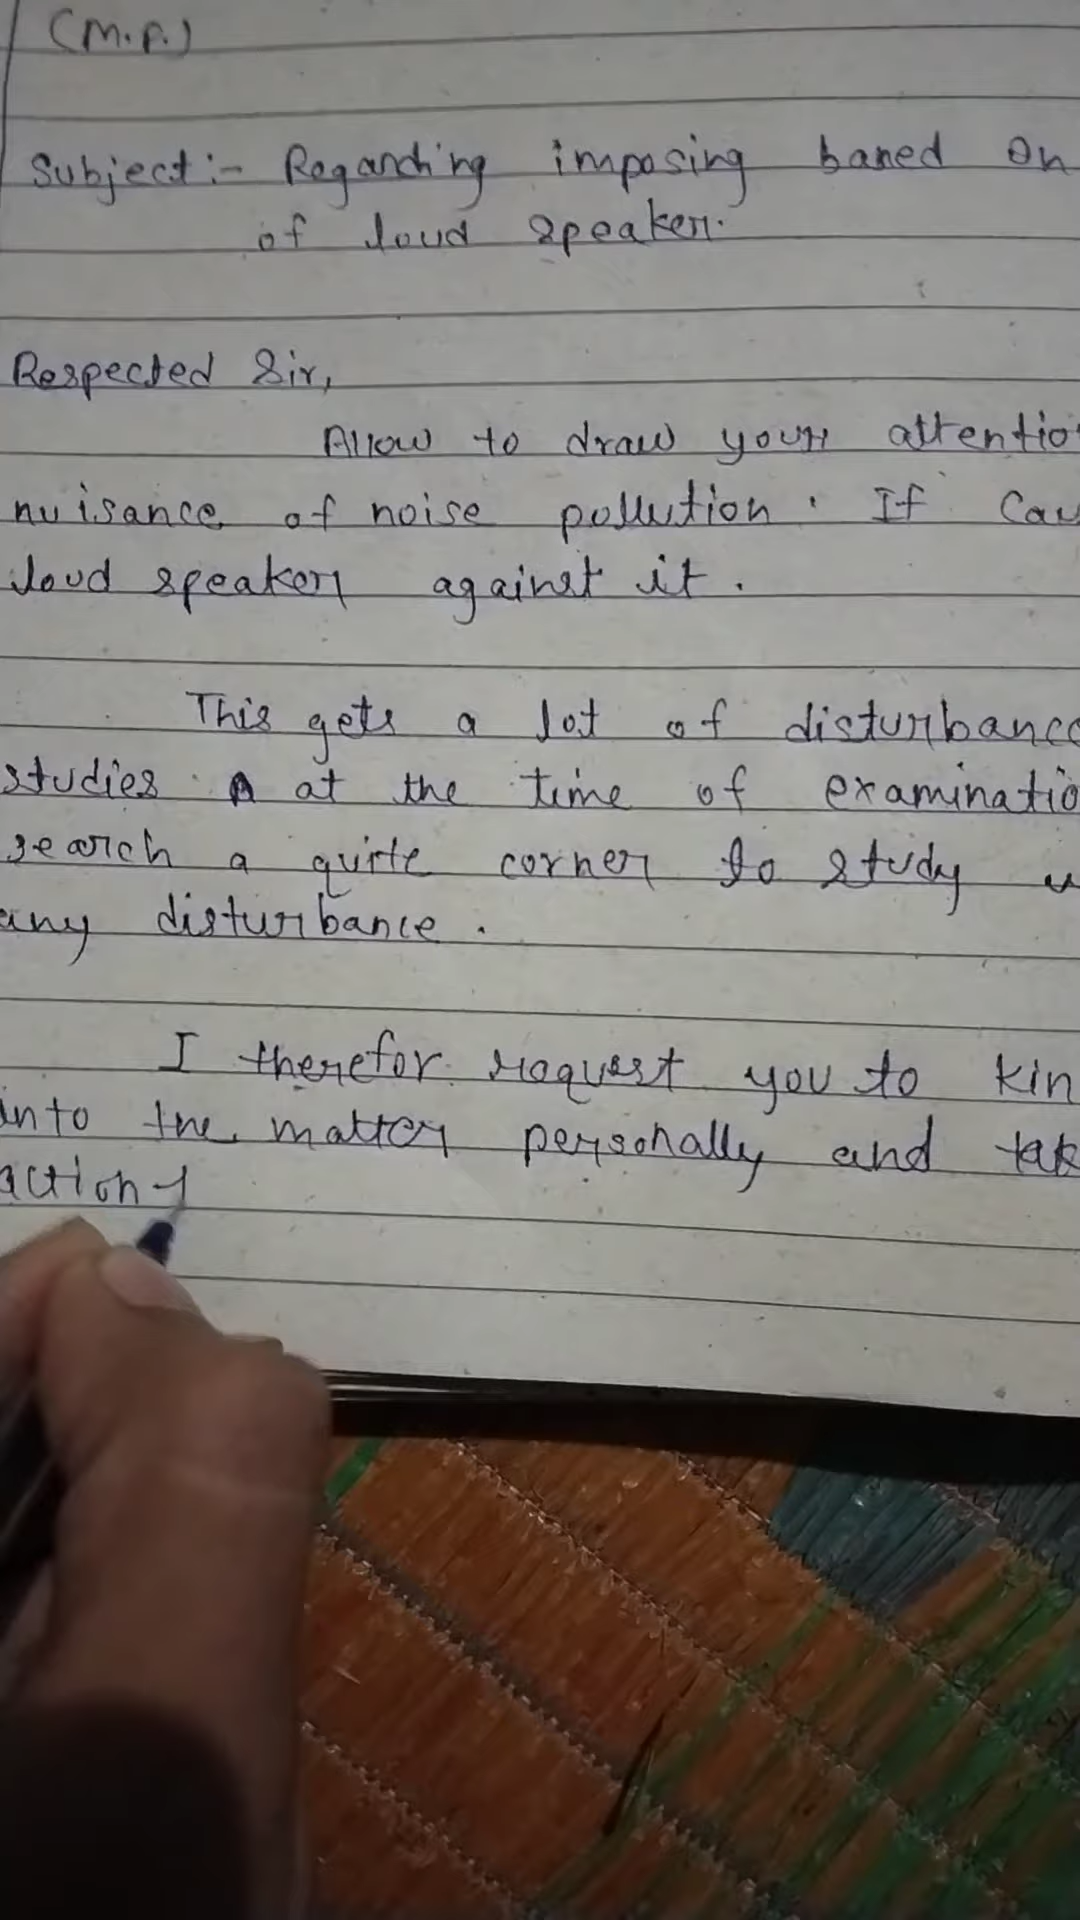 (M.P.)
Subject:- Regarding imposing baned on
of loud speaker.
Respected Sir,
Allow to draw your attentio
nuisance of noise pollution. If Cau
loud speaker against it.
This gets a lot of disturbance
studies. A at the time of examinatio
search a quite corner to study
any disturbance.
I therefor request you to kin
into the matter personally and tak
action